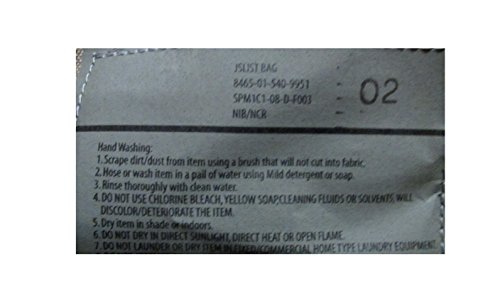 JSLIST BAG
8465-01-540-9951
SPM1C1-08-D-F003 - 02
NIB/NCR
Hand Washing:
1. Scrape dirt/dust from item using a brush that will not cut into fabric.
2. Hose or wash item in a pail of water using Mild detergent or soap.
3. Rinse thoroughly with clean water.
4. DO NOT USE CHLORINE BLEACH, YELLOW SOAP,CLEANING FLUIDS OR SOLVENTS, WILL
DISCOLOR/DETERIORATE THE ITEM.
5. Dry item in shade or indoors.
6. DO NOT DRY IN DIRECT SUNLIGHT, DIRECT HEAT OR OPEN FLAME.
7. DO NOT LAUNDER OR DRY ITEM IN FIXED/COMMERCIAL HOME TYPE LAUNDRY EQUIPMENT